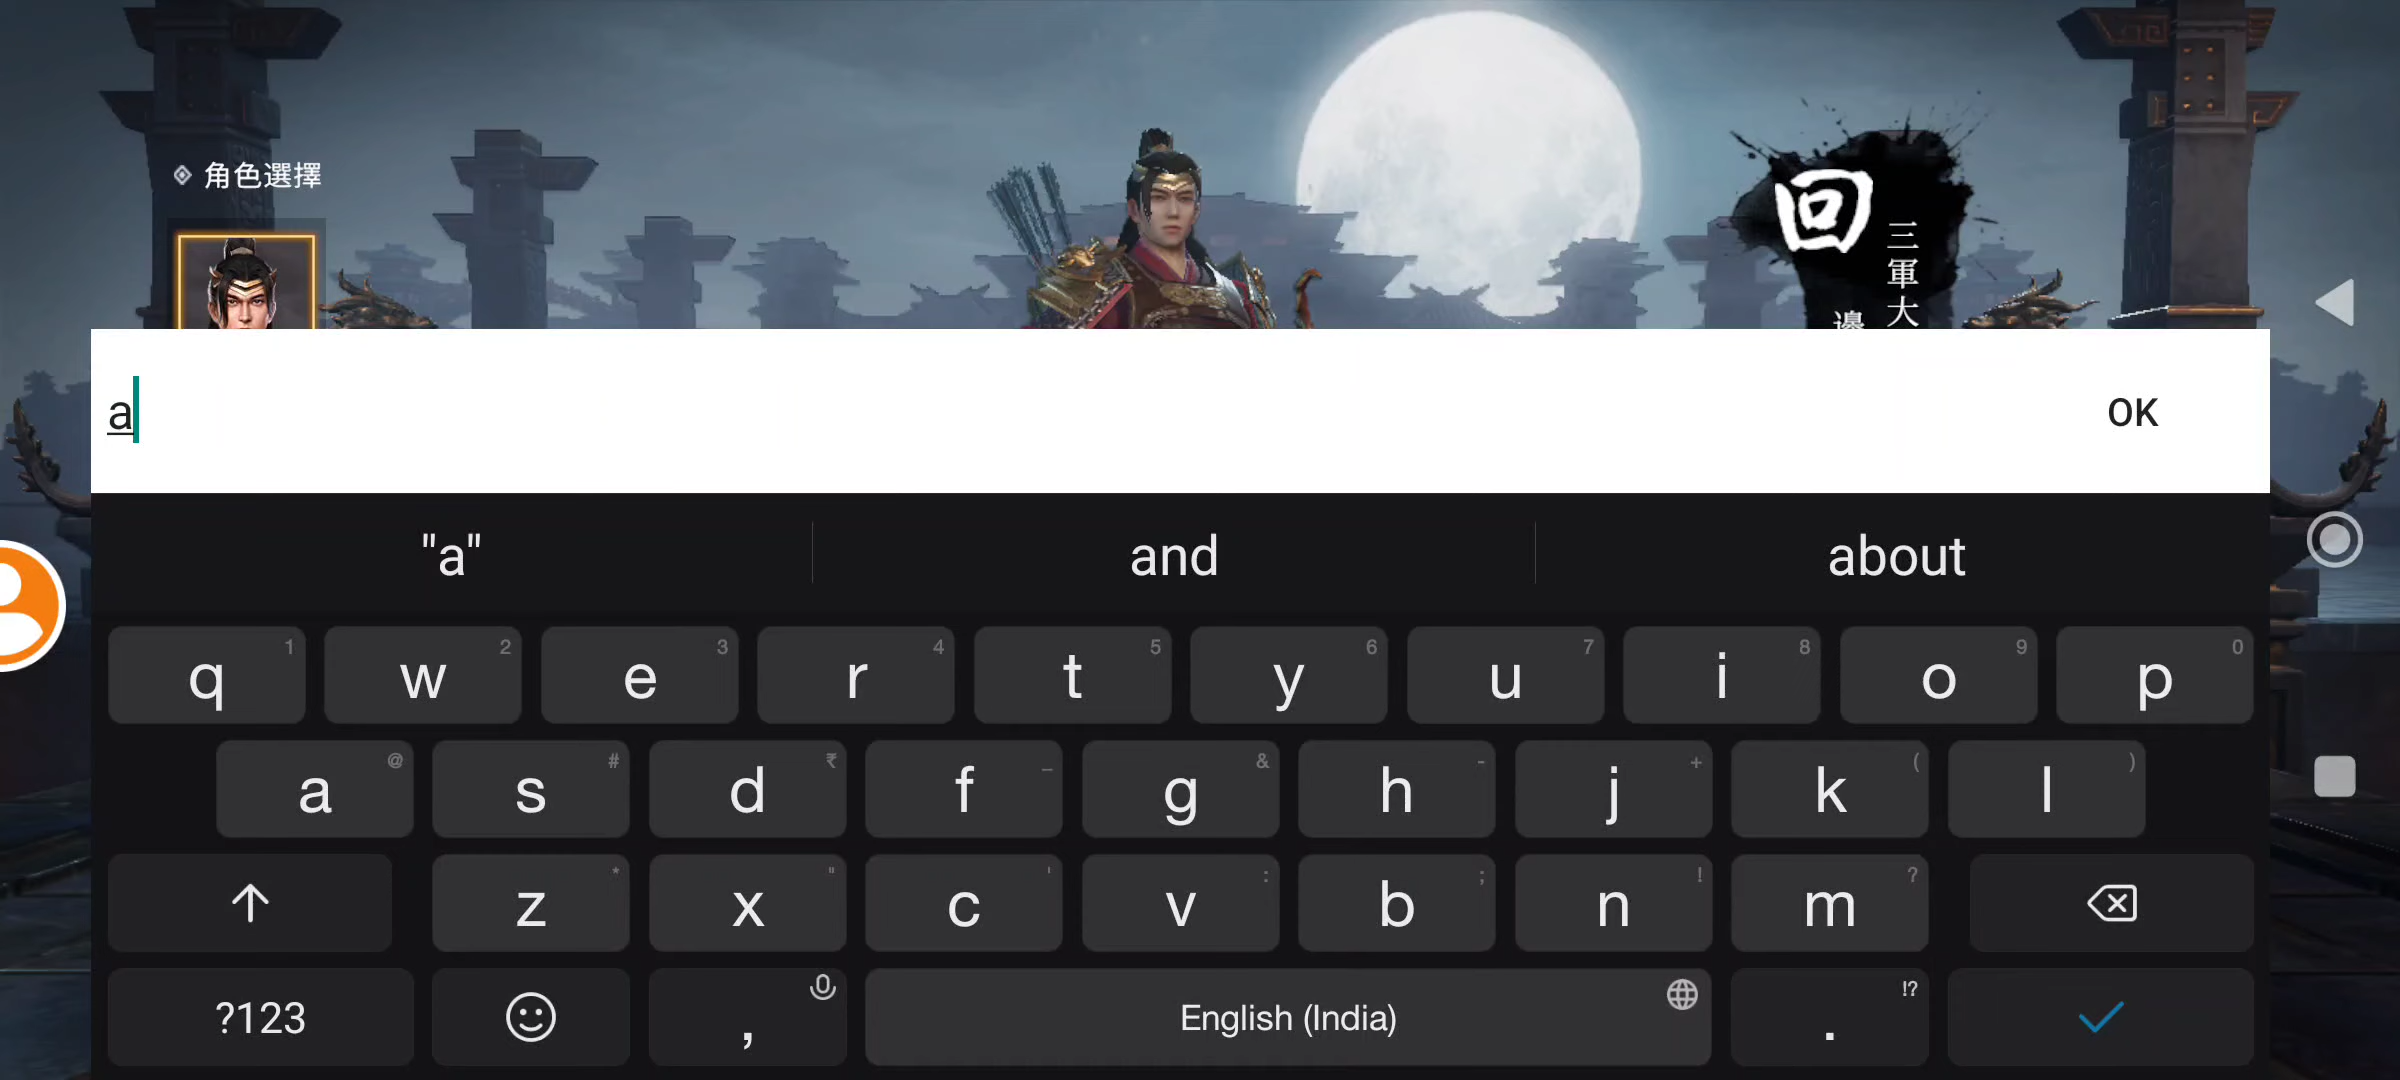 角色選擇
回
三軍大
邊
a
OK
"a" and about
q 1 w 2 e 3 r 4 t 5 y 6 u 7 i 8 o 9 p 0
a @ s # d ₹ f _ g & h - j + k ( l )
z * x " c ' v : b ; n ! m ?
?123 , English (India) . !?